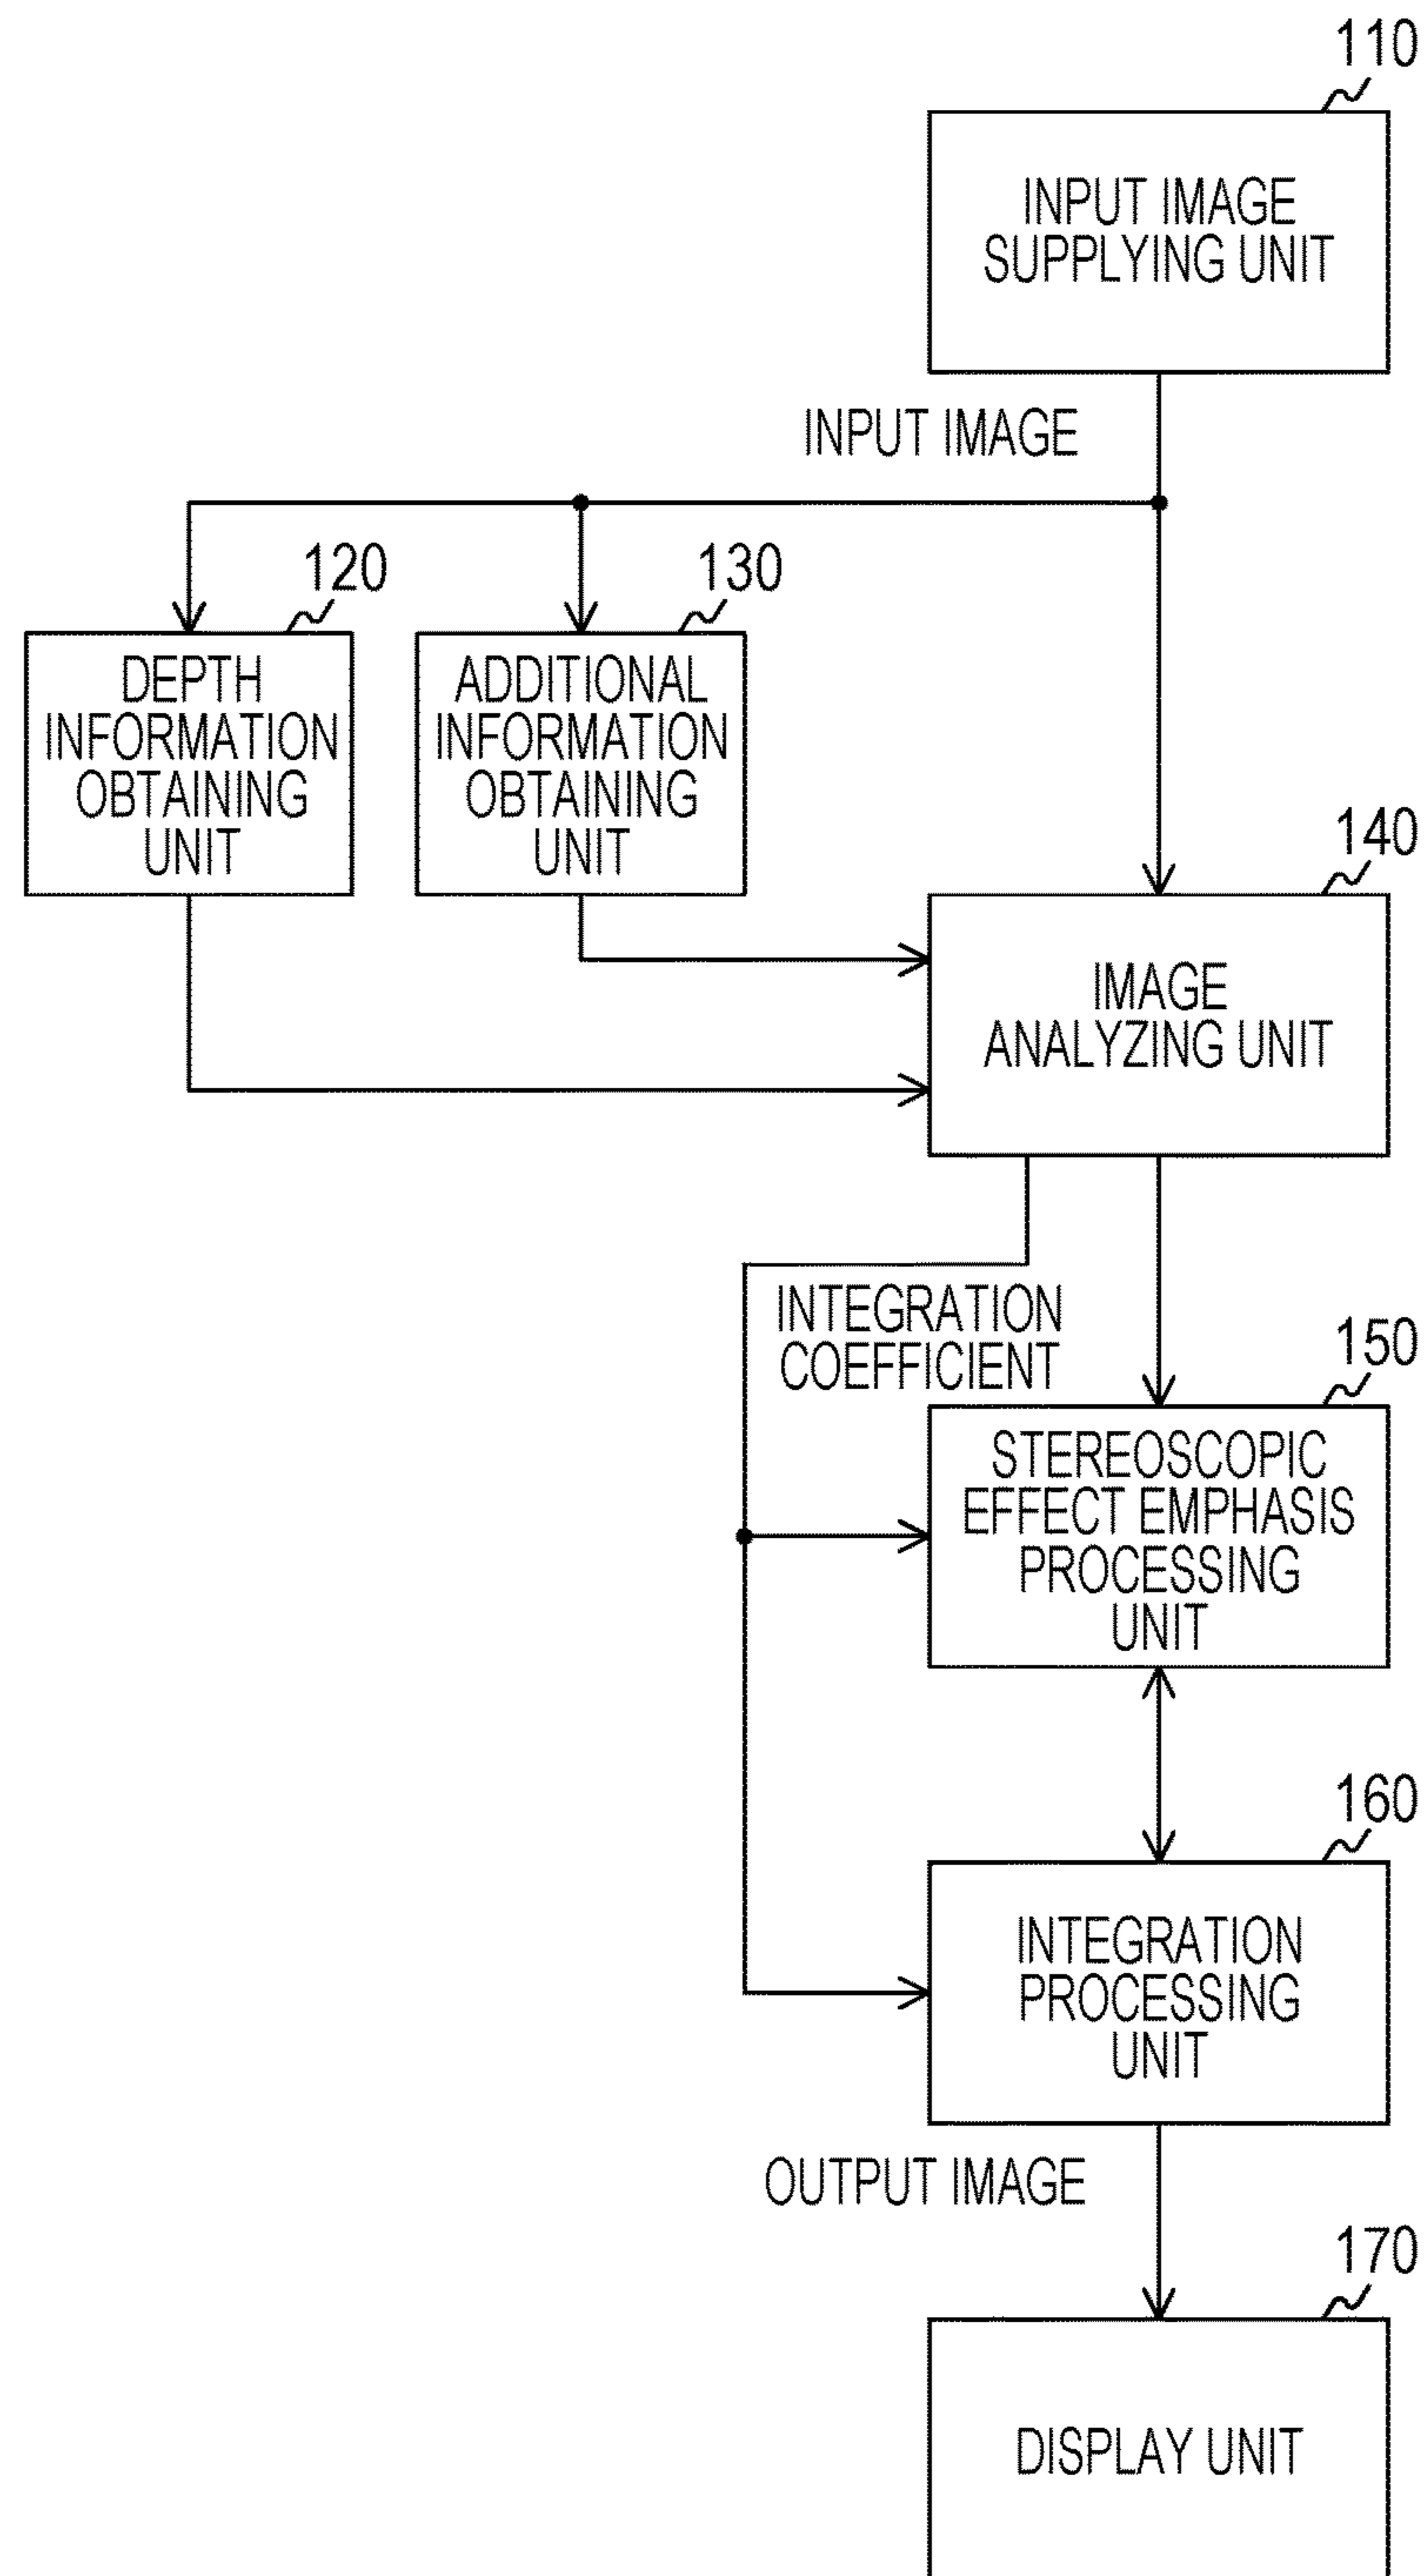 110
INPUT IMAGE
SUPPLYING UNIT
INPUT IMAGE
120
130
DEPTH
INFORMATION
OBTAINING
UNIT
ADDITIONAL
INFORMATION
OBTAINING
UNIT
140
IMAGE
ANALYZING UNIT
INTEGRATION
COEFFICIENT
150
STEREOSCOPIC
EFFECT EMPHASIS
PROCESSING
UNIT
160
INTEGRATION
PROCESSING
UNIT
OUTPUT IMAGE
170
DISPLAY UNIT